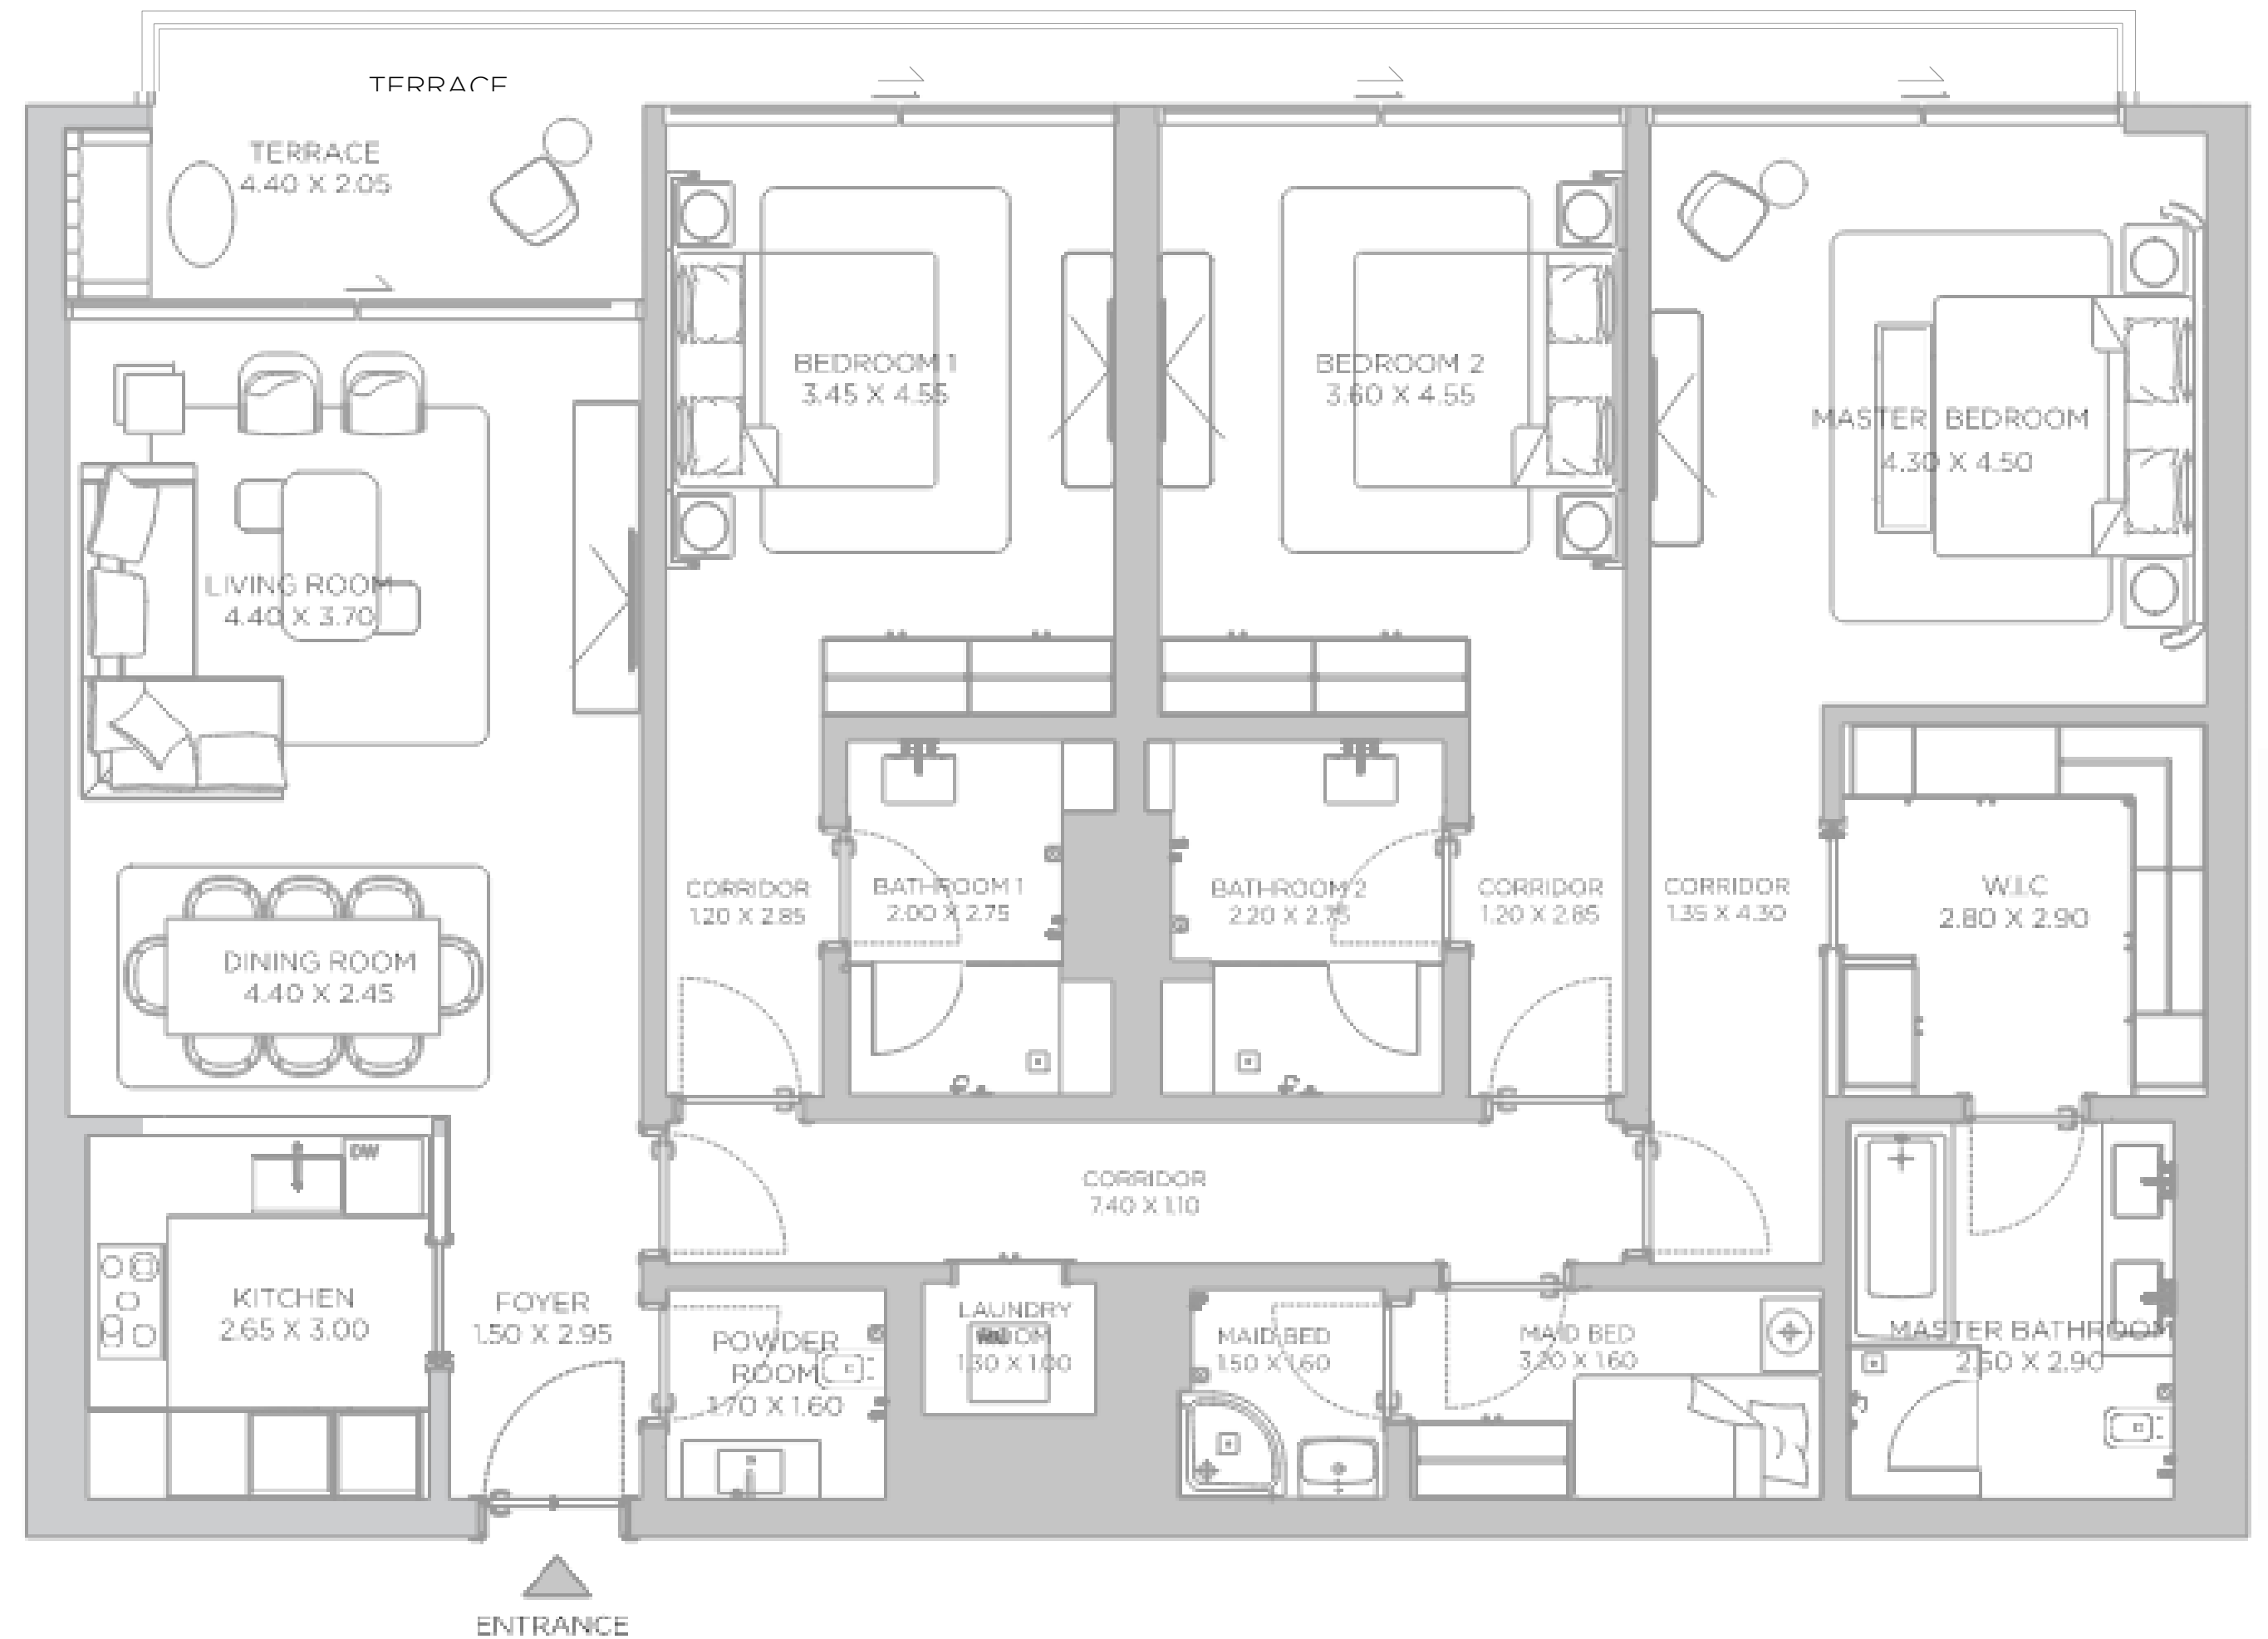 TERRACE
TERRACE
4.40 X 2.05
BEDROOM 1
3.45 X 4.55
BEDROOM 2
3.60 X 4.55
MASTER BEDROOM
4.30 X 4.50
LIVING ROOM
4.40 X 3.70
CORRIDOR
1.20 X 2.85
BATHROOM 1
2.00 X 2.75
BATHROOM 2
2.20 X 2.75
CORRIDOR
1.20 X 2.85
CORRIDOR
1.35 X 4.30
W.I.C
2.80 X 2.90
DINING ROOM
4.40 X 2.45
DW
CORRIDOR
7.40 X 1.10
KITCHEN
2.65 X 3.00
FOYER
1.50 X 2.95
POWDER
ROOM
1.70 X 1.60
LAUNDRY
ROOM
1.30 X 1.00
MAID BED
1.50 X 1.60
MAID BED
3.20 X 1.60
MASTER BATHROOM
2.50 X 2.90
ENTRANCE